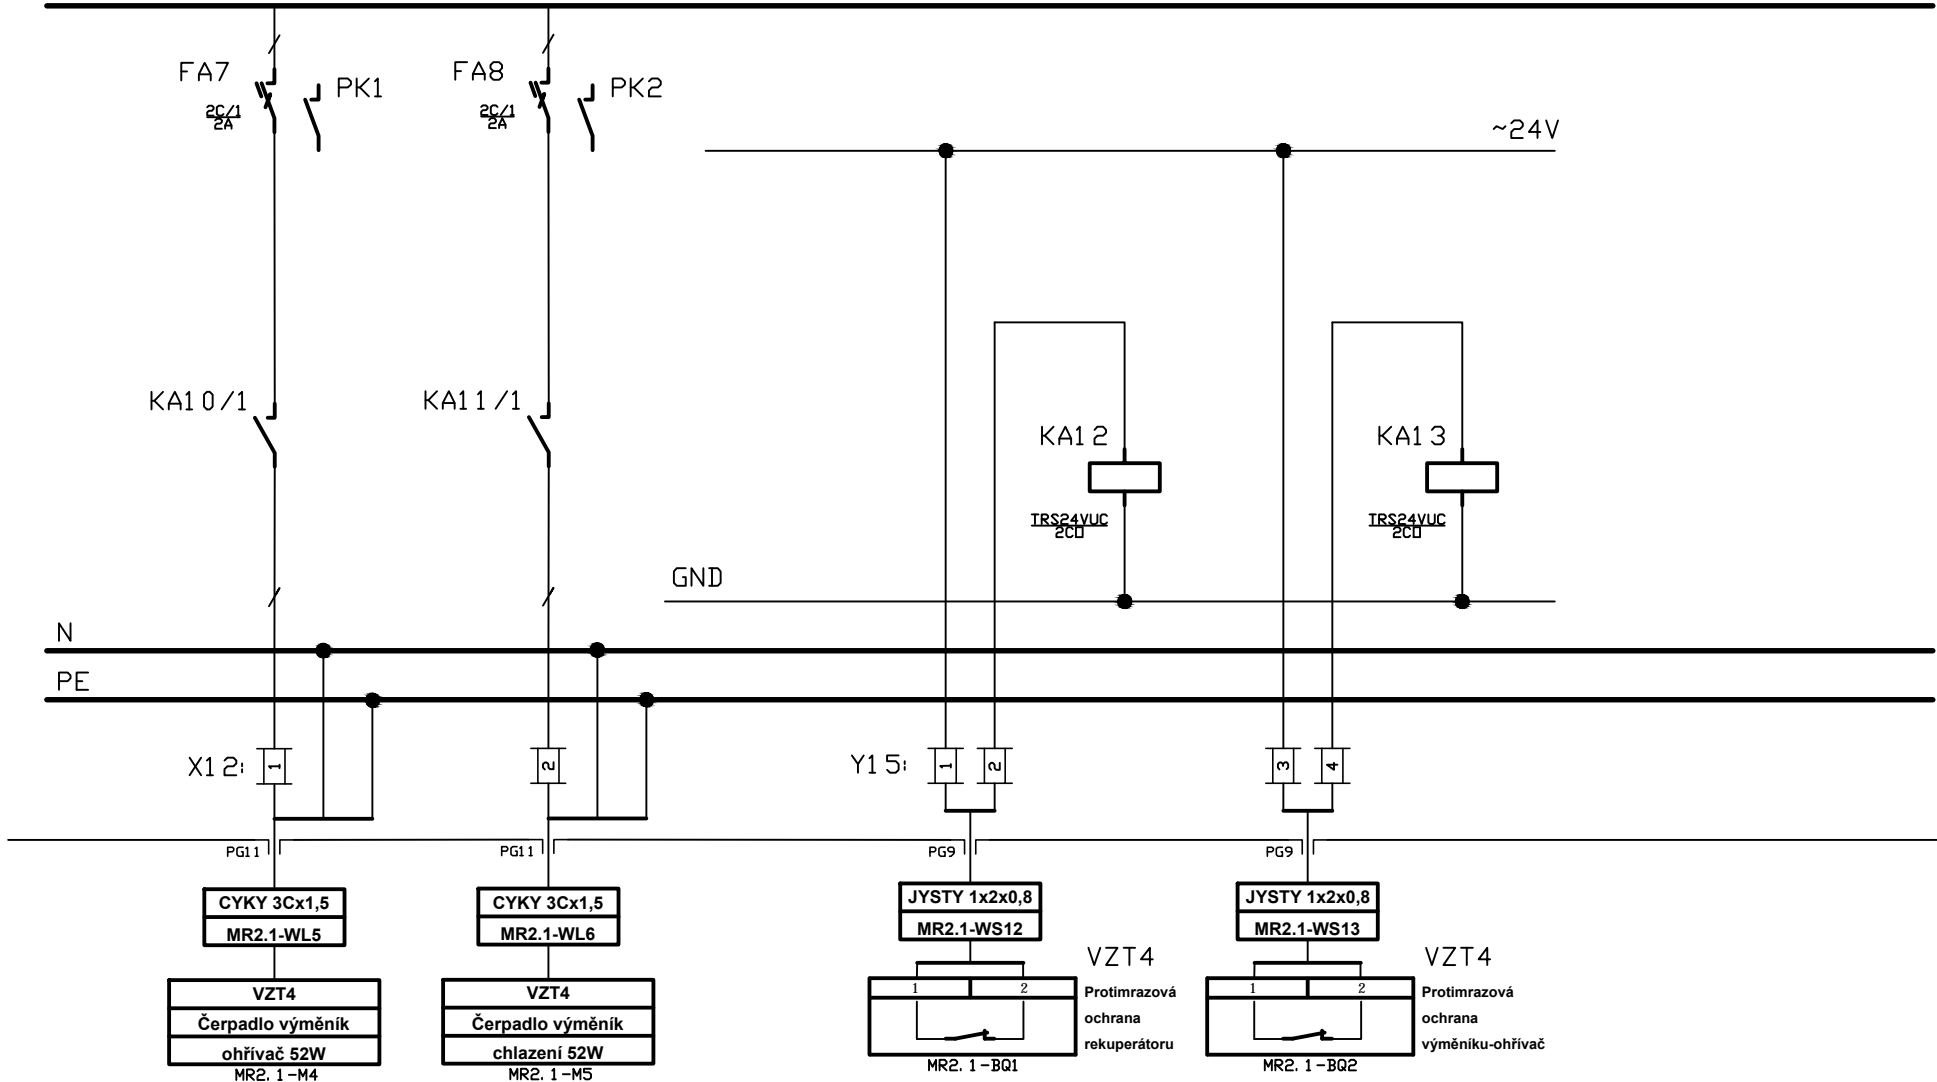 FA7
2C/1
2A
PK1
FA8
2C/1
2A
PK2
~24V
KA10/1
KA11/1
KA12
TRS24VUC
2CO
KA13
TRS24VUC
2CO
GND
N
PE
X12:
1
2
Y15:
1
2
3
4
PG11
PG11
PG9
PG9
CYKY 3Cx1,5
MR2.1-WL5
CYKY 3Cx1,5
MR2.1-WL6
JYSTY 1x2x0,8
MR2.1-WS12
JYSTY 1x2x0,8
MR2.1-WS13
VZT4
Čerpadlo výměník
ohřívač 52W
MR2.1-M4
VZT4
Čerpadlo výměník
chlazení 52W
MR2.1-M5
1
2
VZT4
Protimrazová
ochrana
rekuperátoru
MR2.1-BQ1
1
2
VZT4
Protimrazová
ochrana
výměníku-ohřívač
MR2.1-BQ2